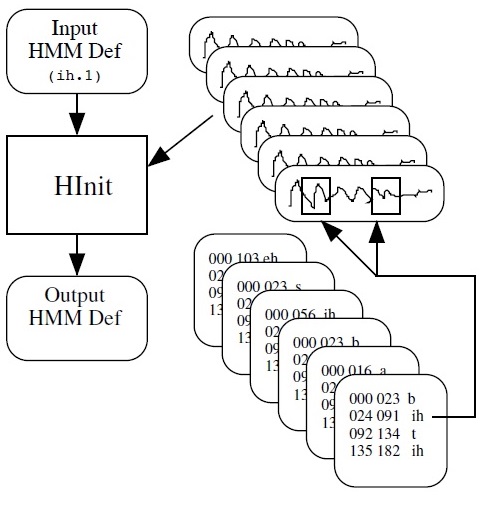 Input
HMM Def
(ih.1)
HInit
Output
HMM Def
000 103 eh
02
09
13
000 023 s
02
09
13
000 056 ih
02
09
13
000 023 b
02
09
13
000 016 a
02
09
13
000 023 b
024 091 ih
092 134 t
135 182 ih